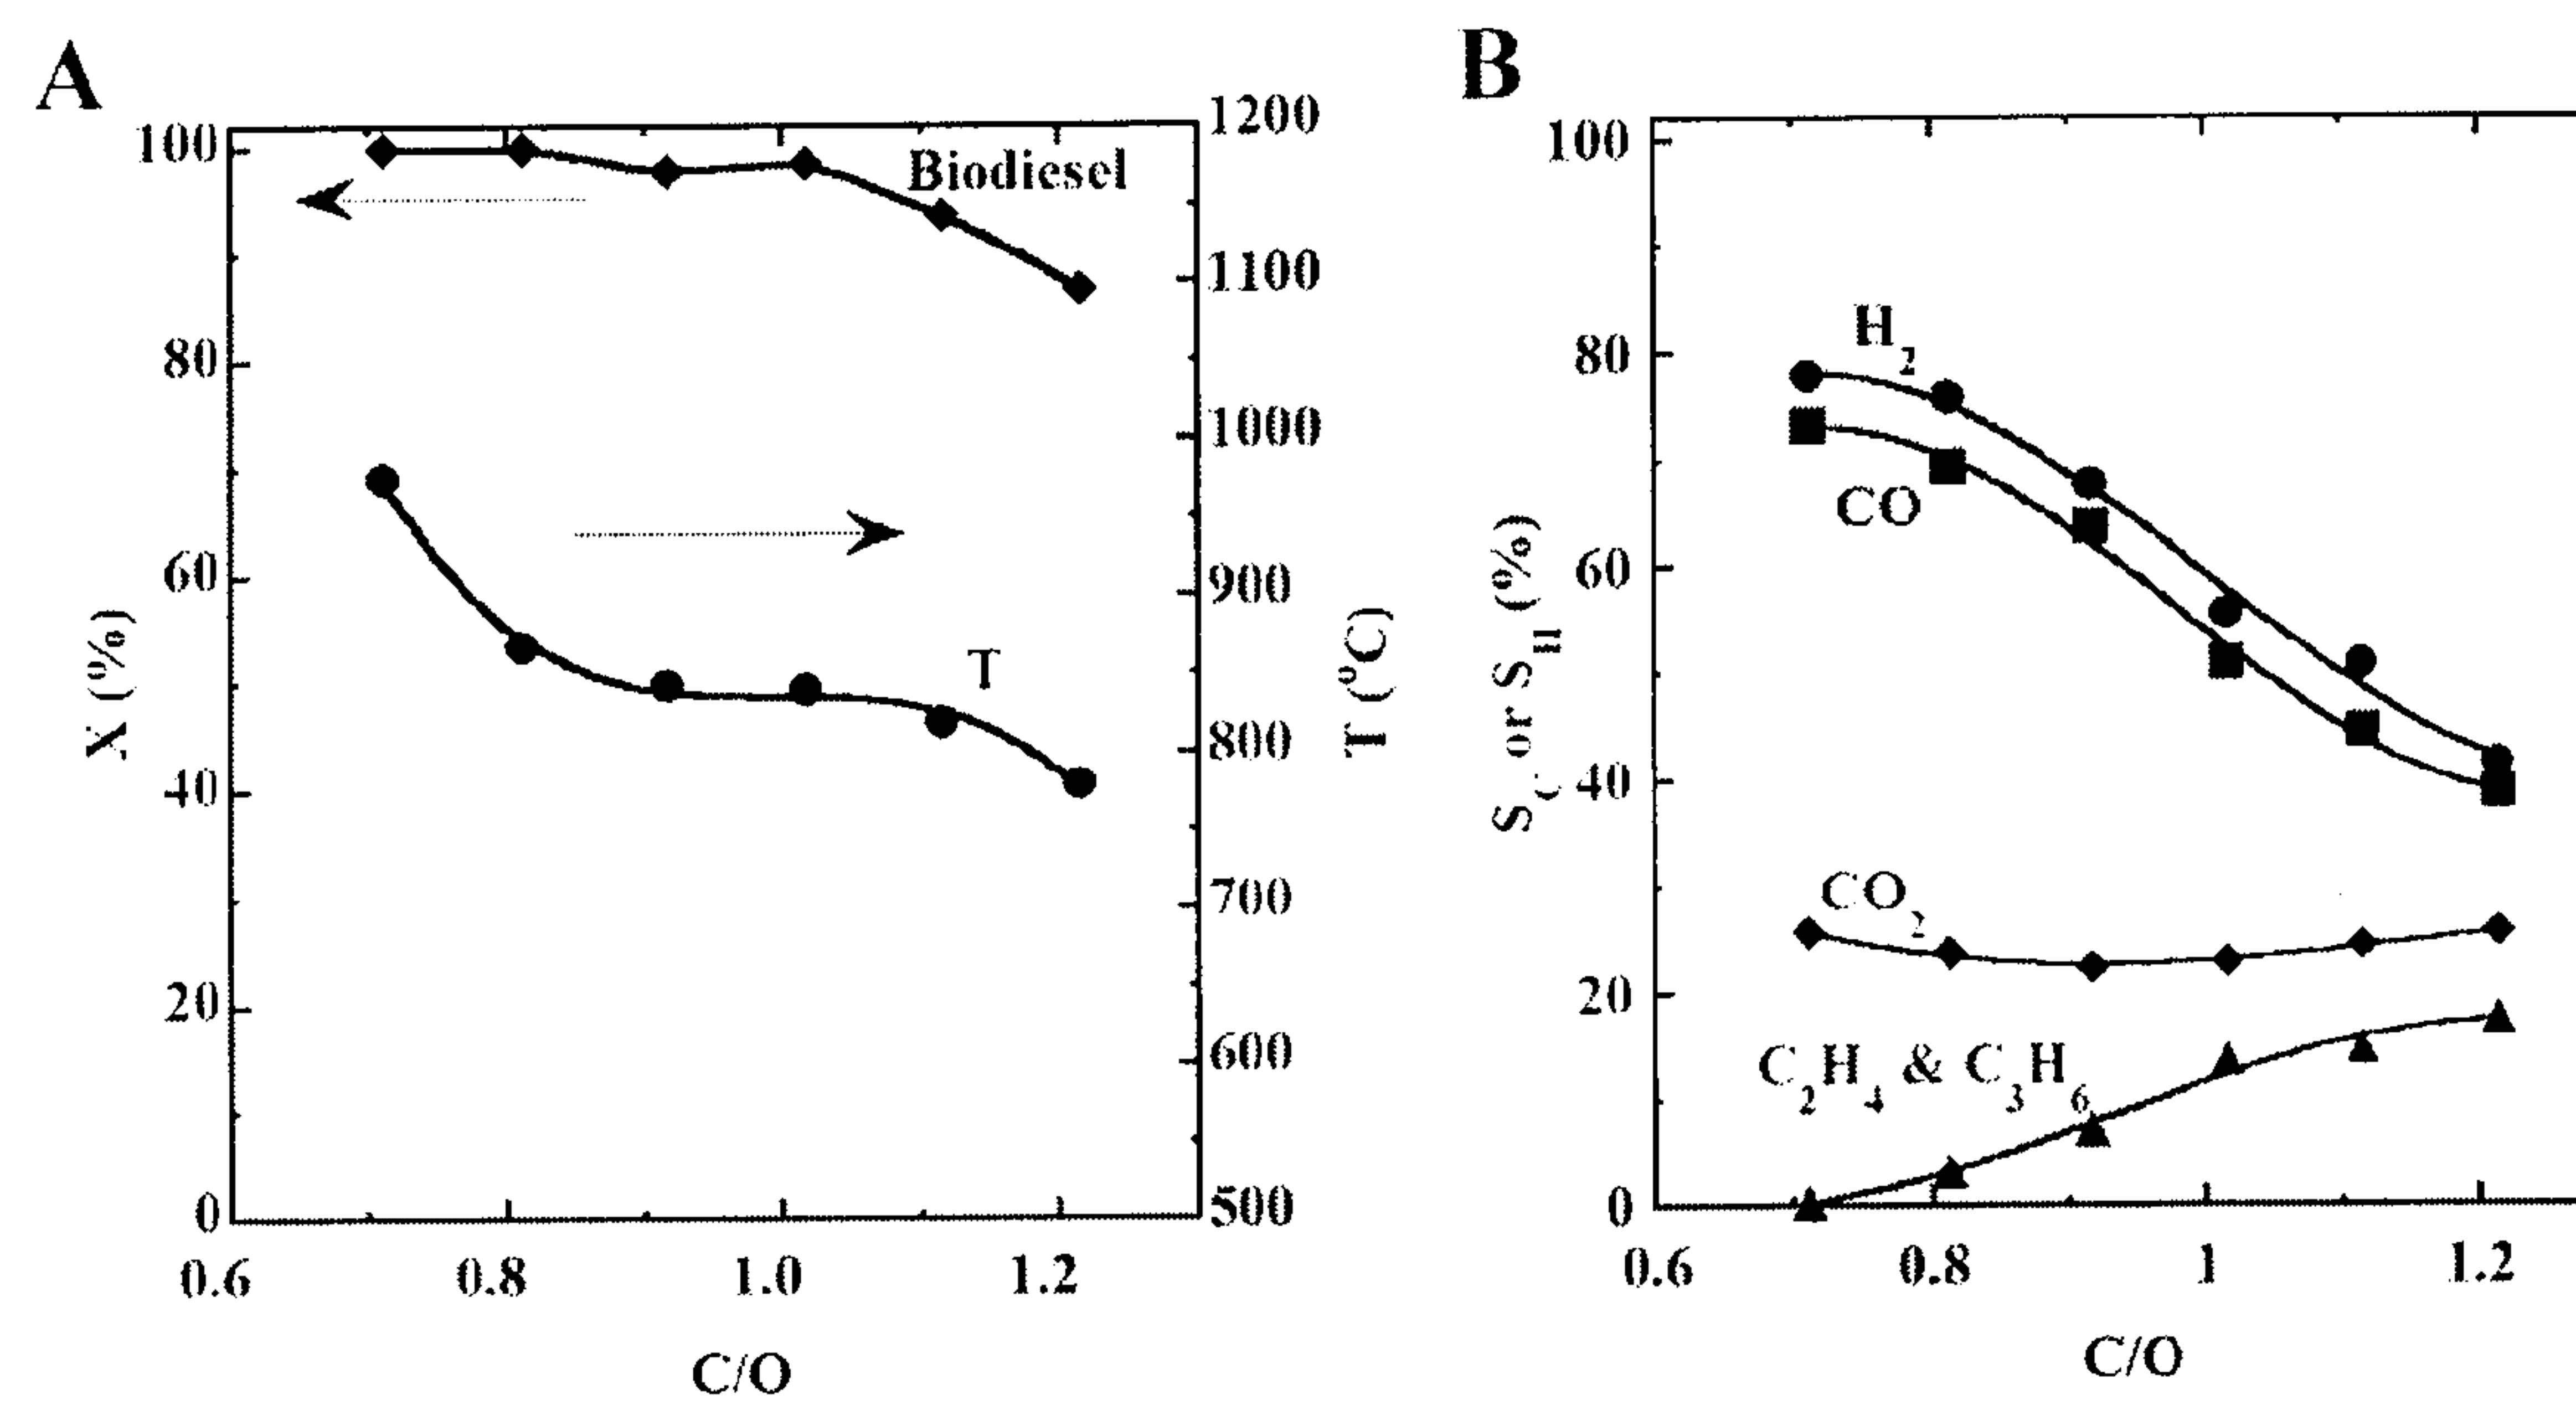 A
B
100
80
60
40
20
0
X (%)
1200
1100
1000
900
800
700
600
500
T (°C)
Biodiesel
T
0.6 0.8 1.0 1.2
C/O
100
80
60
40
20
0
S_C or S_H (%)
H₂
CO
CO₂
C₂H₄ & C₃H₆
0.6 0.8 1 1.2
C/O